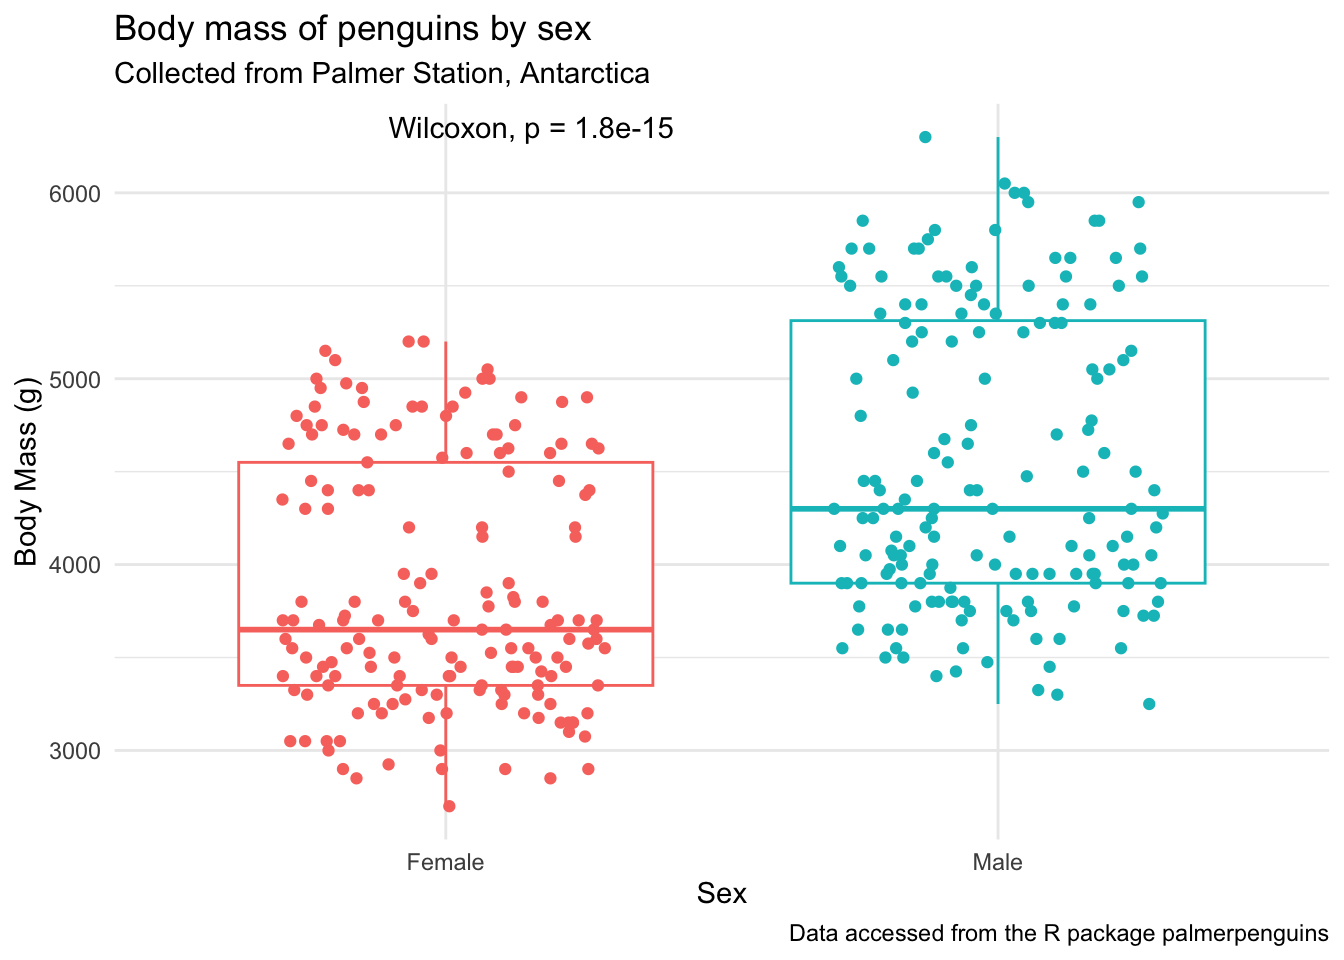 Body mass of penguins by sex
Collected from Palmer Station, Antarctica
Wilcoxon, p = 1.8e-15
6000
5000
4000
3000
Body Mass (g)
Female
Male
Sex
Data accessed from the R package palmerpenguins